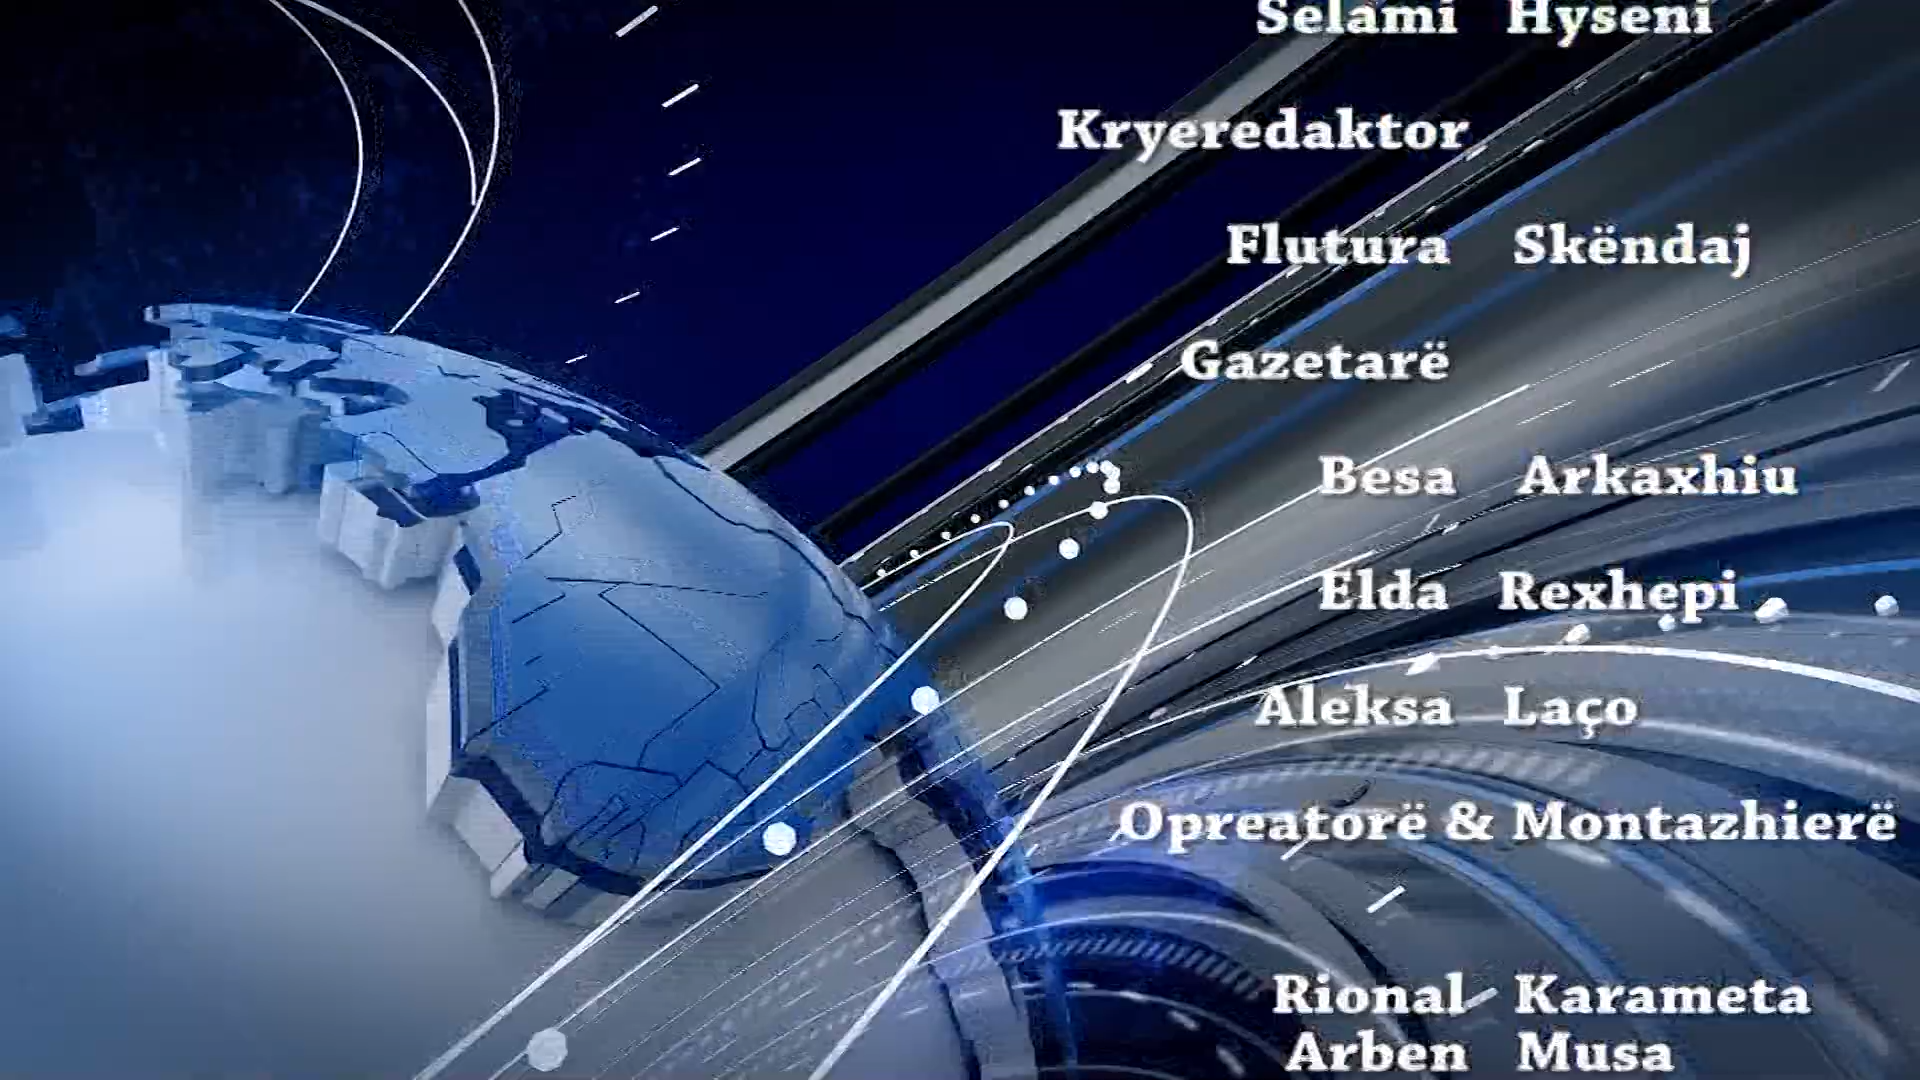 Selami Hyseni
Kryeredaktor
Flutura Skëndaj
Gazetarë
Besa Arkaxhiu
Elda Rexhepi
Aleksa Laço
Opreatorë & Montazhierë
Rional Karameta
Arben Musa